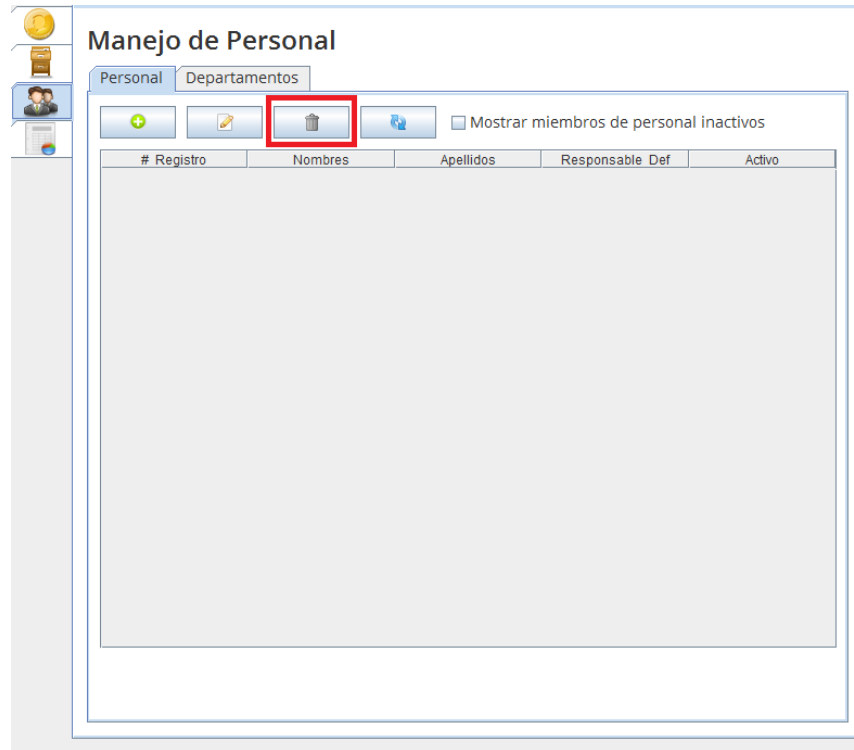 Manejo de Personal
Personal Departamentos
Mostrar miembros de personal inactivos
# Registro Nombres Apellidos Responsable Def Activo